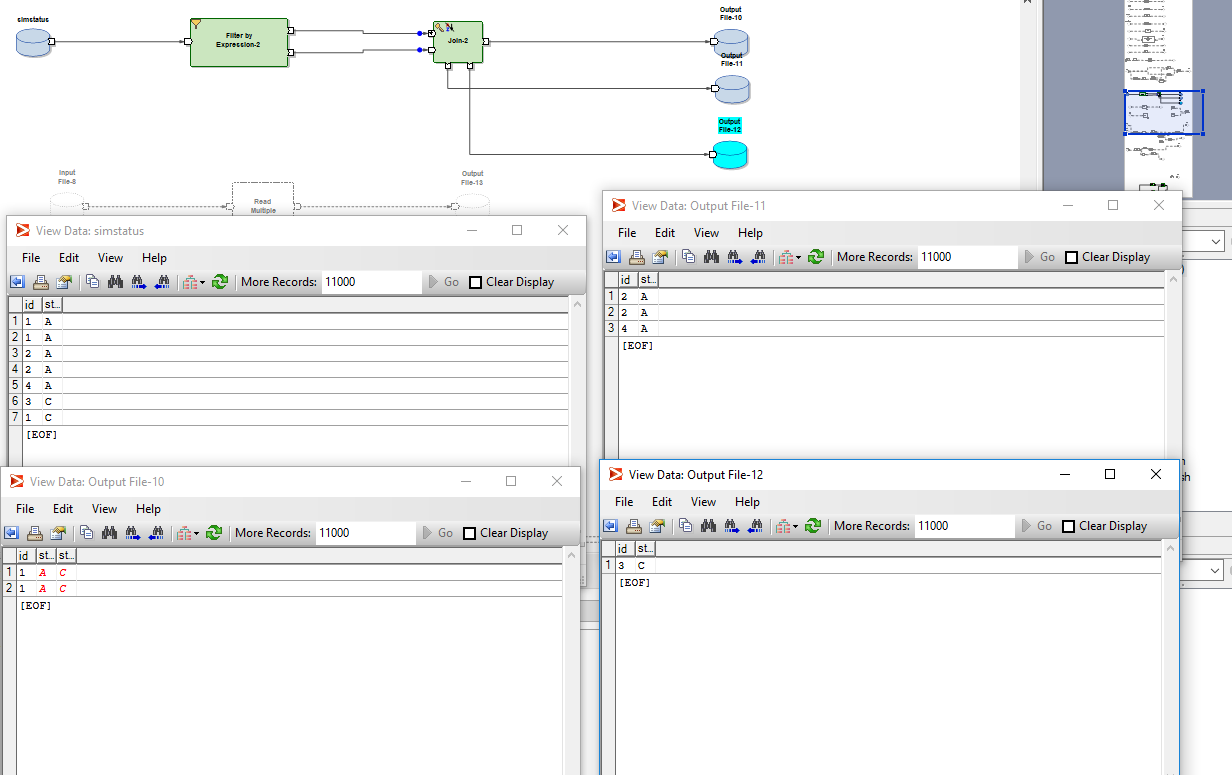 simstatus
Filter by
Expression-2
Join-2
Output
File-10
Output
File-11
Output
File-12
Input
File-8
Read
Multiple
Output
File-13
View Data: simstatus
File Edit View Help
More Records: 11000 Go Clear Display
id st...
1 1 A
2 1 A
3 2 A
4 2 A
5 4 A
6 3 C
7 1 C
[EOF]
View Data: Output File-11
File Edit View Help
More Records: 11000 Go Clear Display
id st...
1 2 A
2 2 A
3 4 A
[EOF]
View Data: Output File-10
File Edit View Help
More Records: 11000 Go Clear Display
id st... st...
1 1 A C
2 1 A C
[EOF]
View Data: Output File-12
File Edit View Help
More Records: 11000 Go Clear Display
id st...
1 3 C
[EOF]